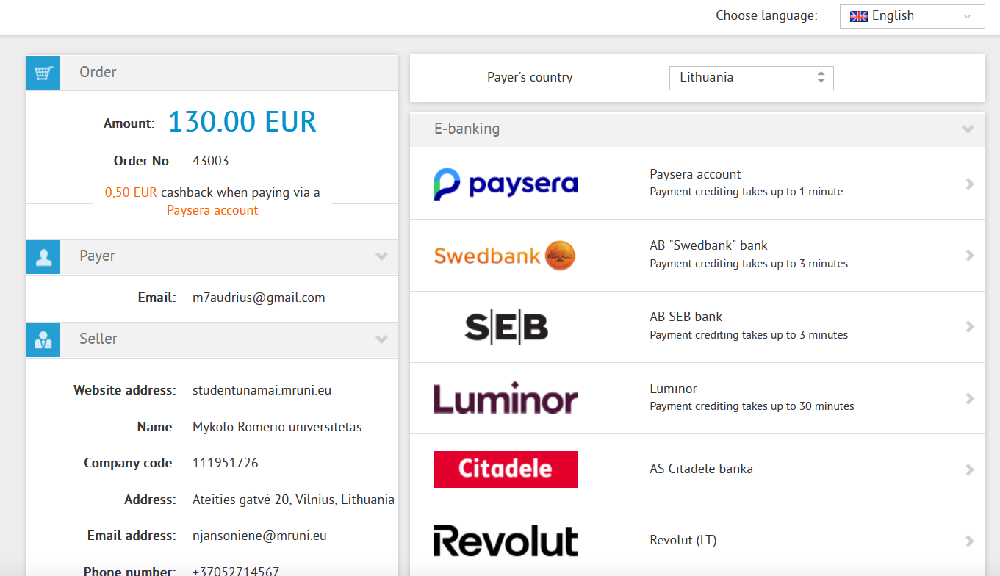 Choose language:
English
Order
Amount: 130.00 EUR
Order No.: 43003
0,50 EUR cashback when paying via a
Paysera account
Payer
Email: m7audrius@gmail.com
Seller
Website address: studentunamai.mruni.eu
Name: Mykolo Romerio universitetas
Company code: 111951726
Address: Ateities gatvė 20, Vilnius, Lithuania
Email address: njansoniene@mruni.eu
Phone number: +37052714567
Payer's country
Lithuania
E-banking
paysera
Paysera account
Payment crediting takes up to 1 minute
Swedbank
AB "Swedbank" bank
Payment crediting takes up to 3 minutes
SEB
AB SEB bank
Payment crediting takes up to 3 minutes
Luminor
Luminor
Payment crediting takes up to 30 minutes
Citadele
AS Citadele banka
Revolut
Revolut (LT)